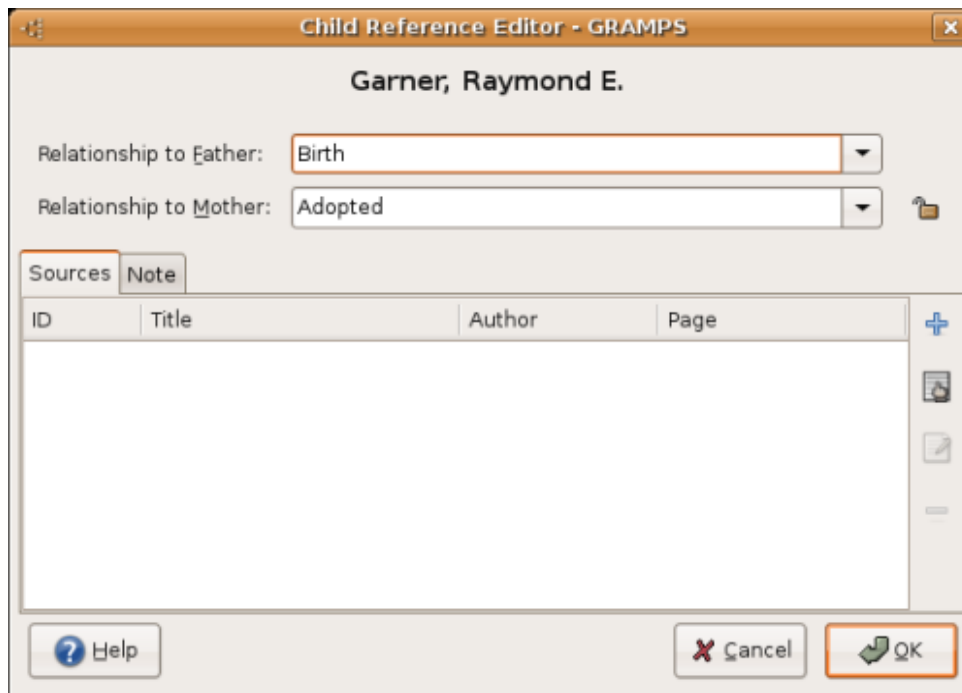 Child Reference Editor - GRAMPS
Garner, Raymond E.
Relationship to Father: Birth
Relationship to Mother: Adopted
Sources Note
ID Title Author Page
Help Cancel OK